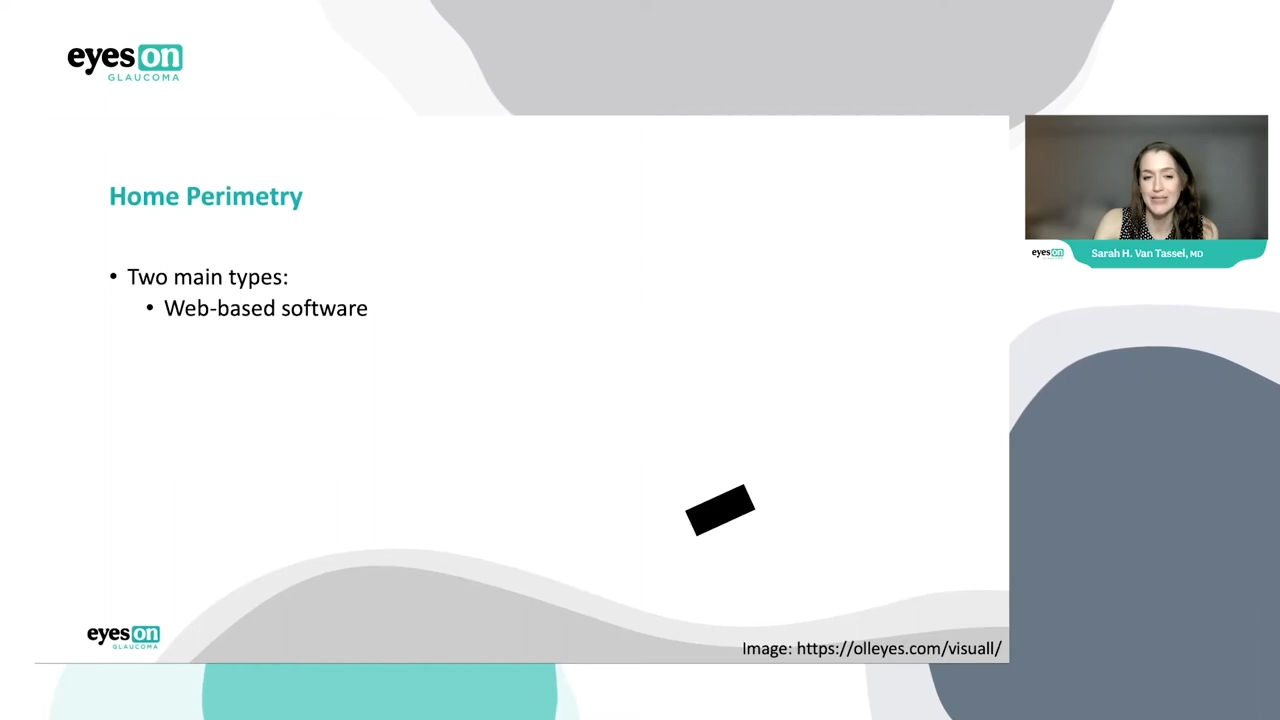 eyes on
GLAUCOMA
Home Perimetry
• Two main types:
• Web-based software
eyes on
Sarah H. Van Tassel, MD
eyes on
GLAUCOMA
Image: https://olleyes.com/visuall/